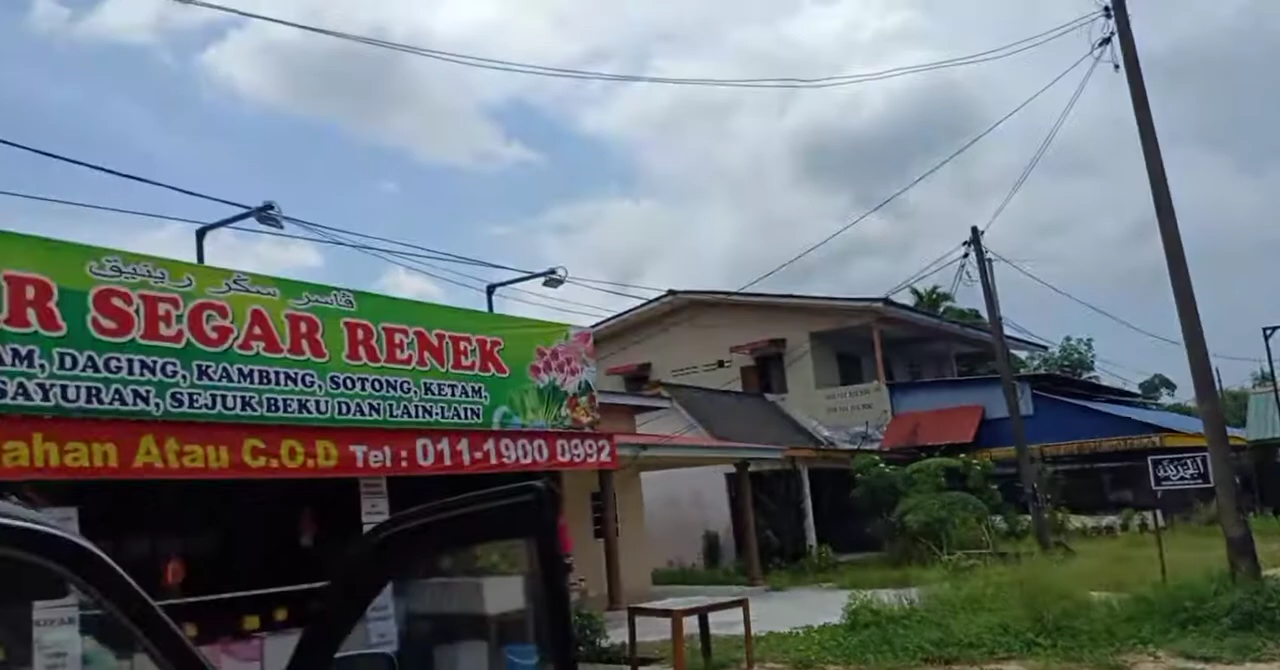 ڤاسر سݢر رينيق
R SEGAR RENEK
AM, DAGING, KAMBING, SOTONG, KETAM,
SAYURAN, SEJUK BEKU DAN LAIN-LAIN
ahan Atau C.O.D Tel : 011-1900 0992